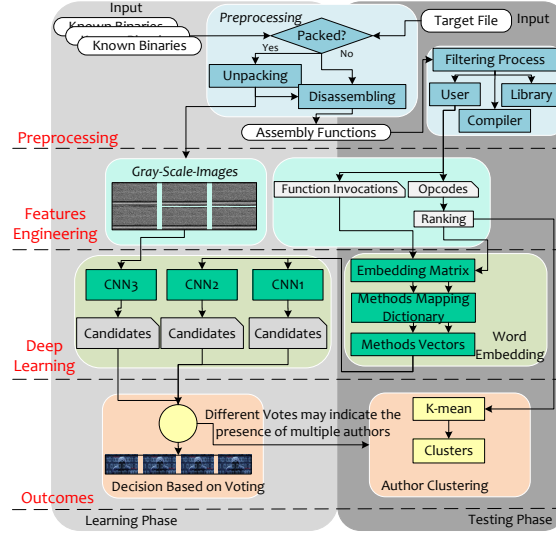 Input
Known Binaries
Known Binaries
Preprocessing
Packed?
Yes
No
Unpacking
Disassembling
Assembly Functions
Target File
Input
Filtering Process
User
Library
Compiler
Preprocessing
Gray-Scale-Images
Function Invocations
Opcodes
Ranking
Features
Engineering
CNN3
CNN2
CNN1
Candidates
Candidates
Candidates
Embedding Matrix
Methods Mapping
Dictionary
Methods Vectors
Word
Embedding
Deep
Learning
Different Votes may indicate the
presence of multiple authors
K-mean
Clusters
Decision Based on Voting
Author Clustering
Outcomes
Learning Phase
Testing Phase